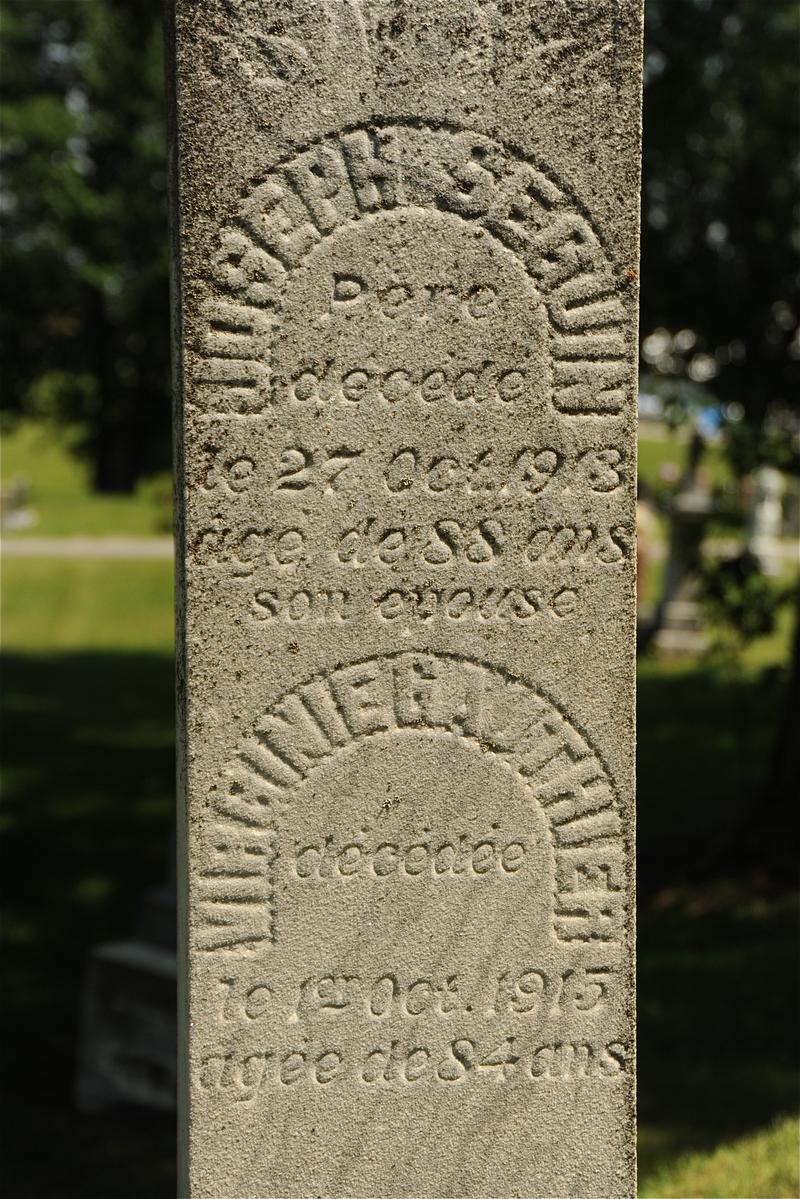 JOSEPH SEGUIN
Père
décédé
le 27 Oct. 1913
age de 88 ans
son epouse
VIRGINIE GAUTHIER
décédée
le 1er Oct. 1915
agée de 84 ans